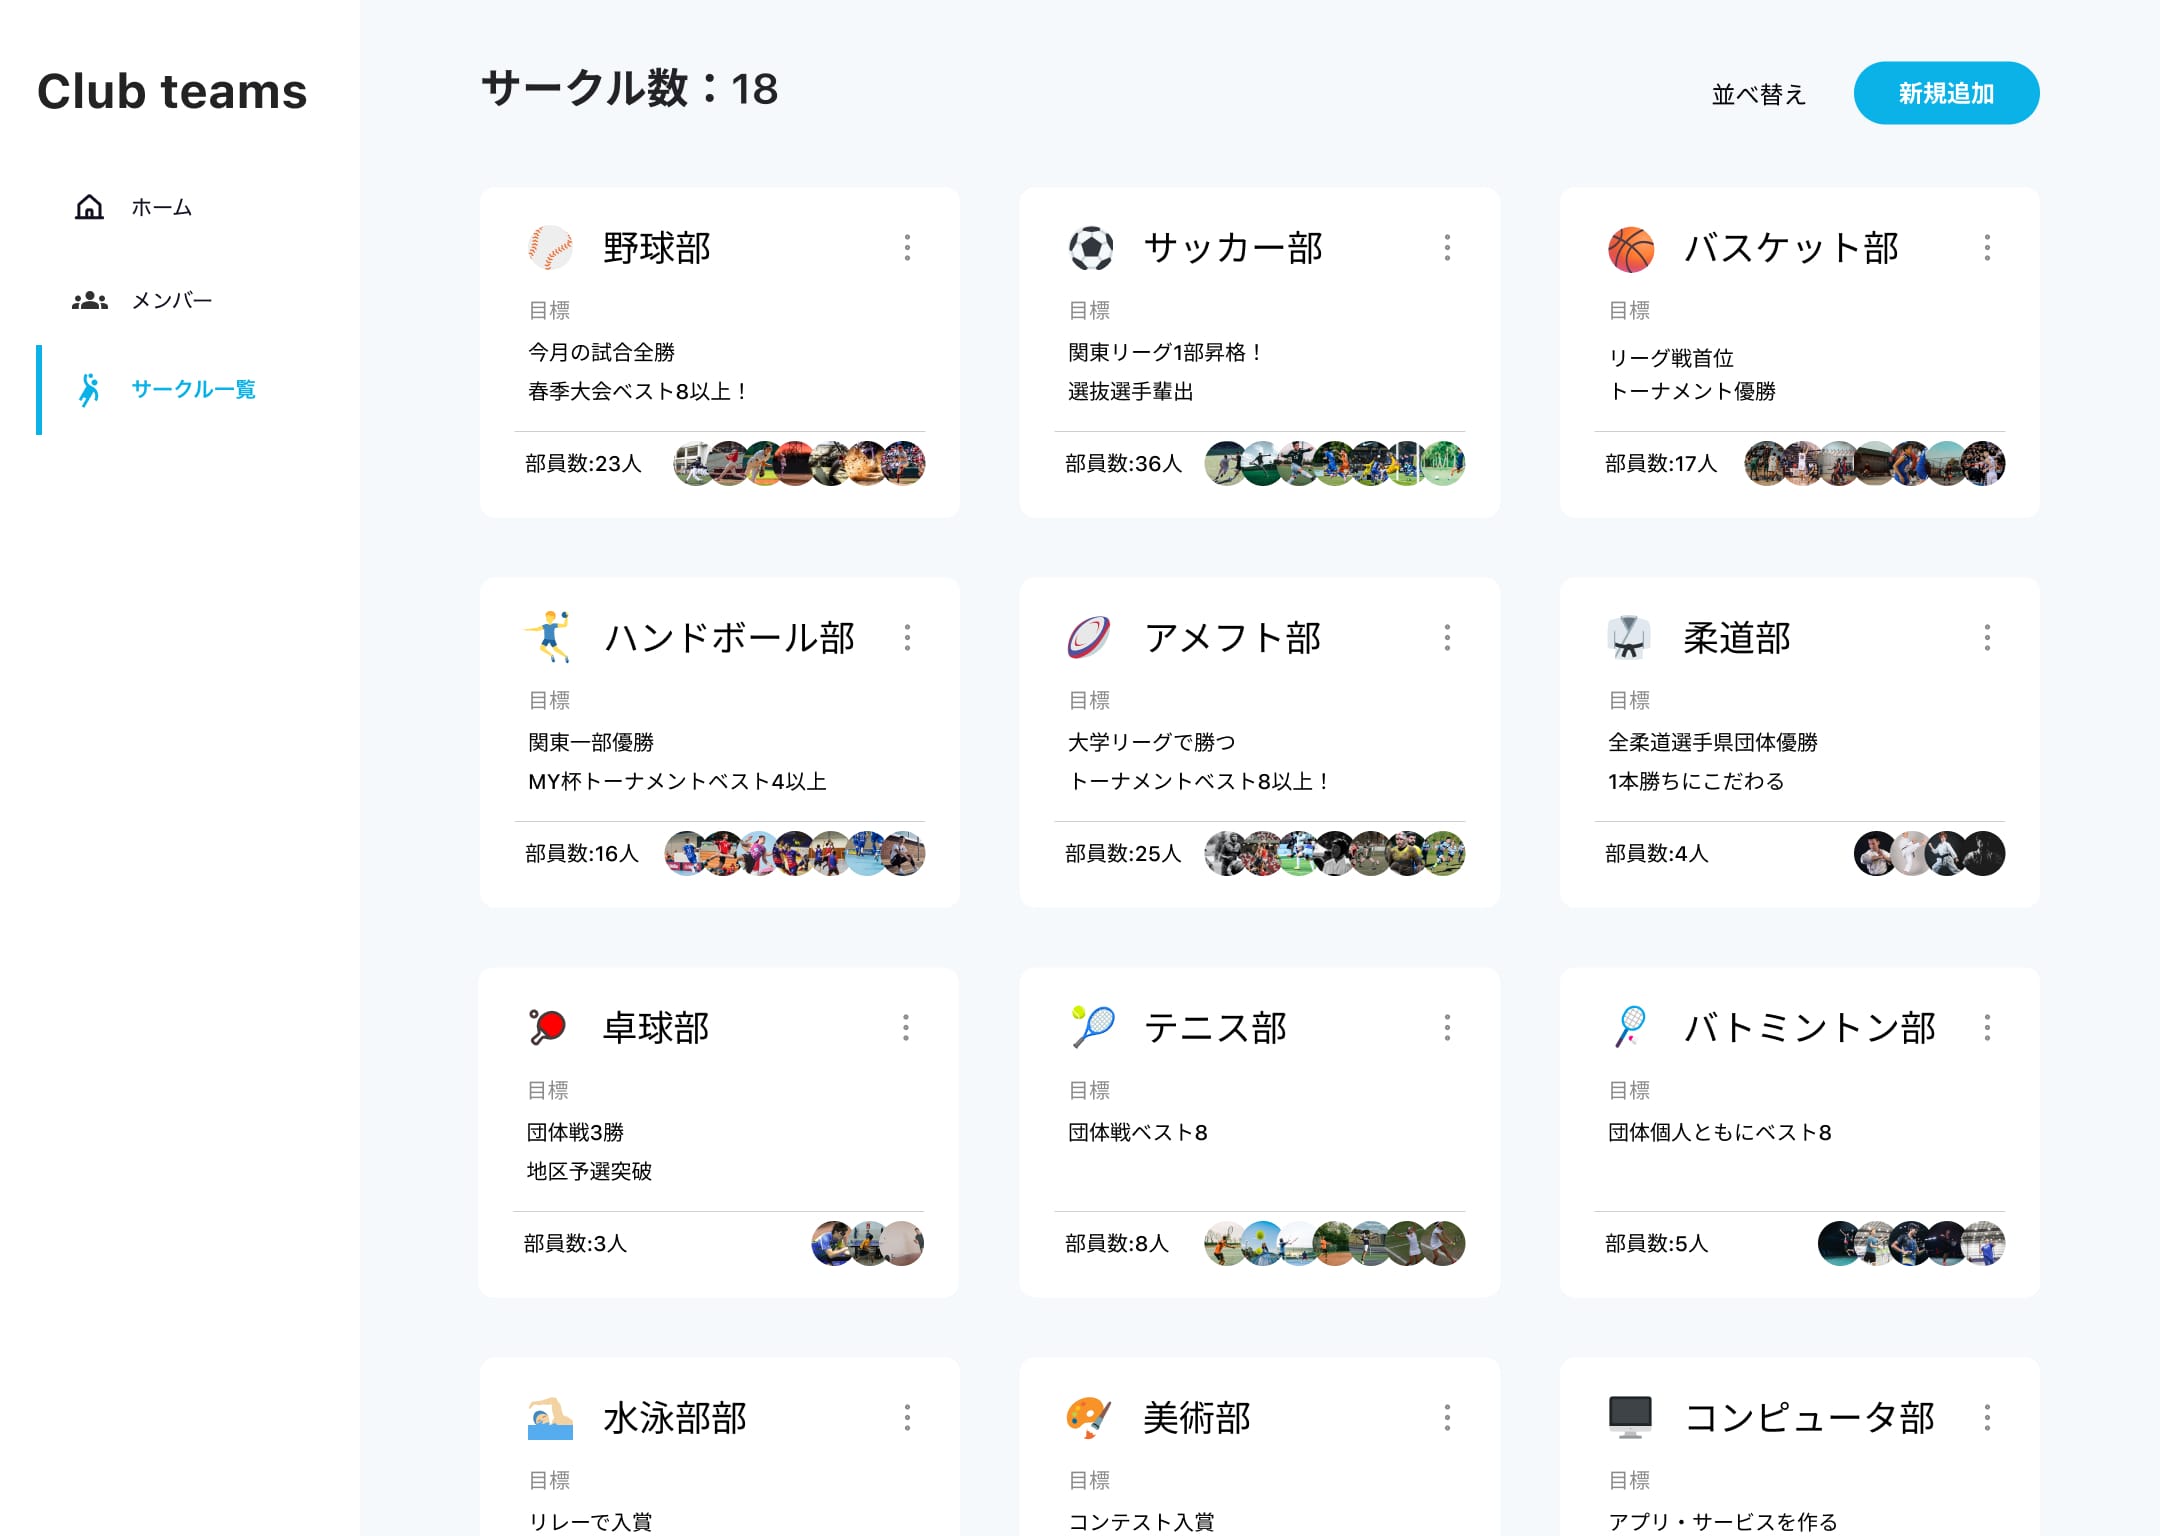 Club teams
ホーム
メンバー
サークル一覧
サークル数：18
並べ替え
新規追加
野球部
目標
今月の試合全勝
春季大会ベスト8以上！
部員数:23人
サッカー部
目標
関東リーグ1部昇格！
選抜選手輩出
部員数:36人
バスケット部
目標
リーグ戦首位
トーナメント優勝
部員数:17人
ハンドボール部
目標
関東一部優勝
MY杯トーナメントベスト4以上
部員数:16人
アメフト部
目標
大学リーグで勝つ
トーナメントベスト8以上！
部員数:25人
柔道部
目標
全柔道選手県団体優勝
1本勝ちにこだわる
部員数:4人
卓球部
目標
団体戦3勝
地区予選突破
部員数:3人
テニス部
目標
団体戦ベスト8
部員数:8人
バトミントン部
目標
団体個人ともにベスト8
部員数:5人
水泳部部
目標
リレーで入賞
美術部
目標
コンテスト入賞
コンピュータ部
目標
アプリ・サービスを作る